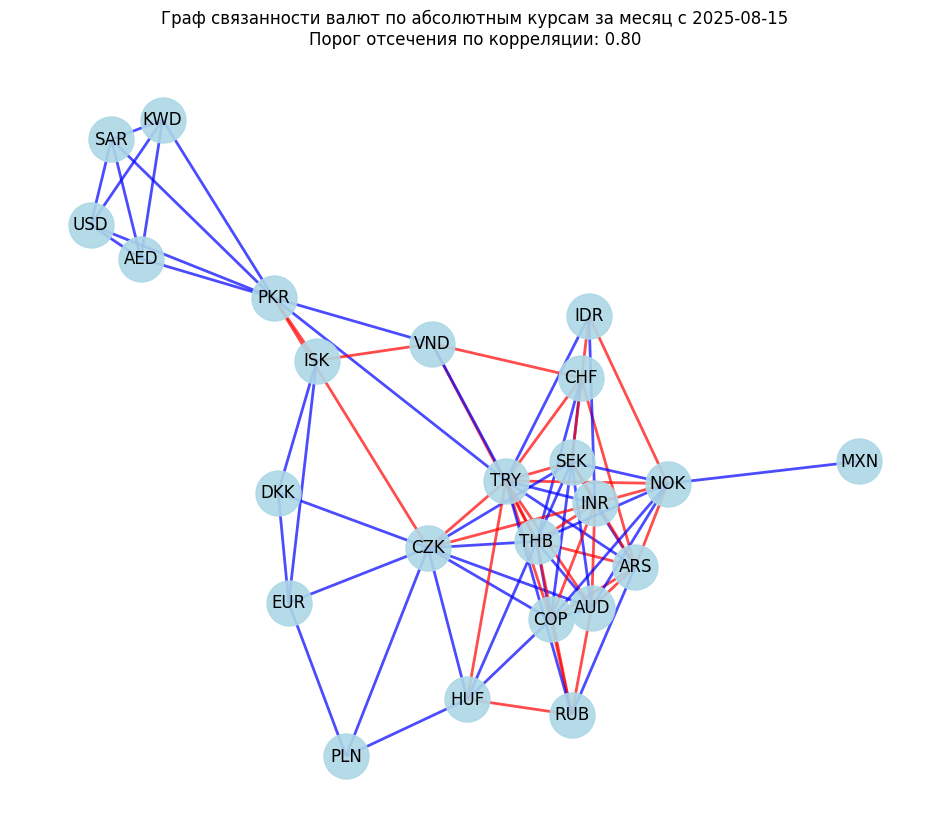 Граф связанности валют по абсолютным курсам за месяц с 2025-08-15
Порог отсечения по корреляции: 0.80
KWD
SAR
USD
AED
PKR
IDR
VND
ISK
CHF
MXN
SEK
TRY
NOK
DKK
INR
THB
CZK
ARS
EUR
AUD
COP
HUF
RUB
PLN